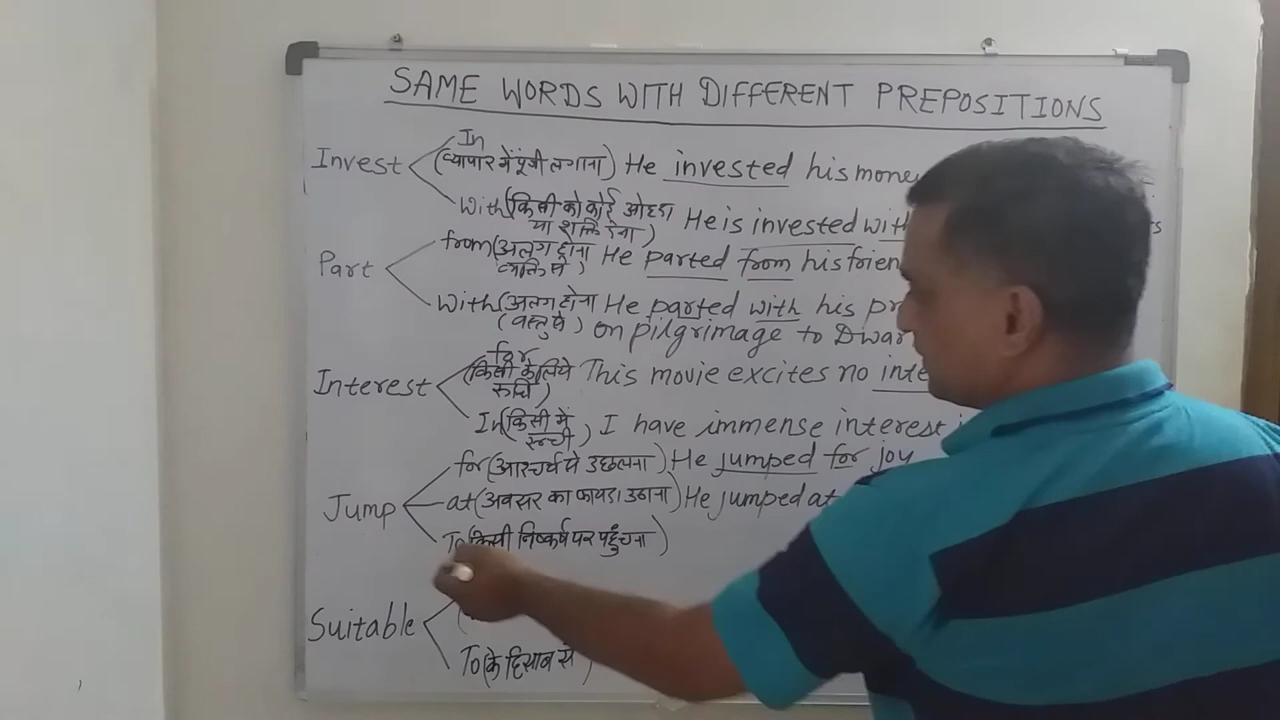 SAME WORDS WITH DIFFERENT PREPOSITIONS
In
Invest (व्यापार में पूंजी लगाना) He invested his money
With (किसी को कोई ओहदा He is invested with
या शक्ति देना)
Part from (अलग होना He parted from his frien
व्यक्ति से)
With (अलग होना He parted with his pr
(वस्तु से) on pilgrimage to Dwar
for
Interest (किसी के लिये This movie excites no inte
रूचि)
In (किसी में I have immense interest i
रूची)
for (आश्चर्य से उछलना) He jumped for joy
Jump at (अवसर का फायदा उठाना) He jumped at
To (किसी निष्कर्ष पर पहुँचना)
Suitable
To (के हिसाब से)